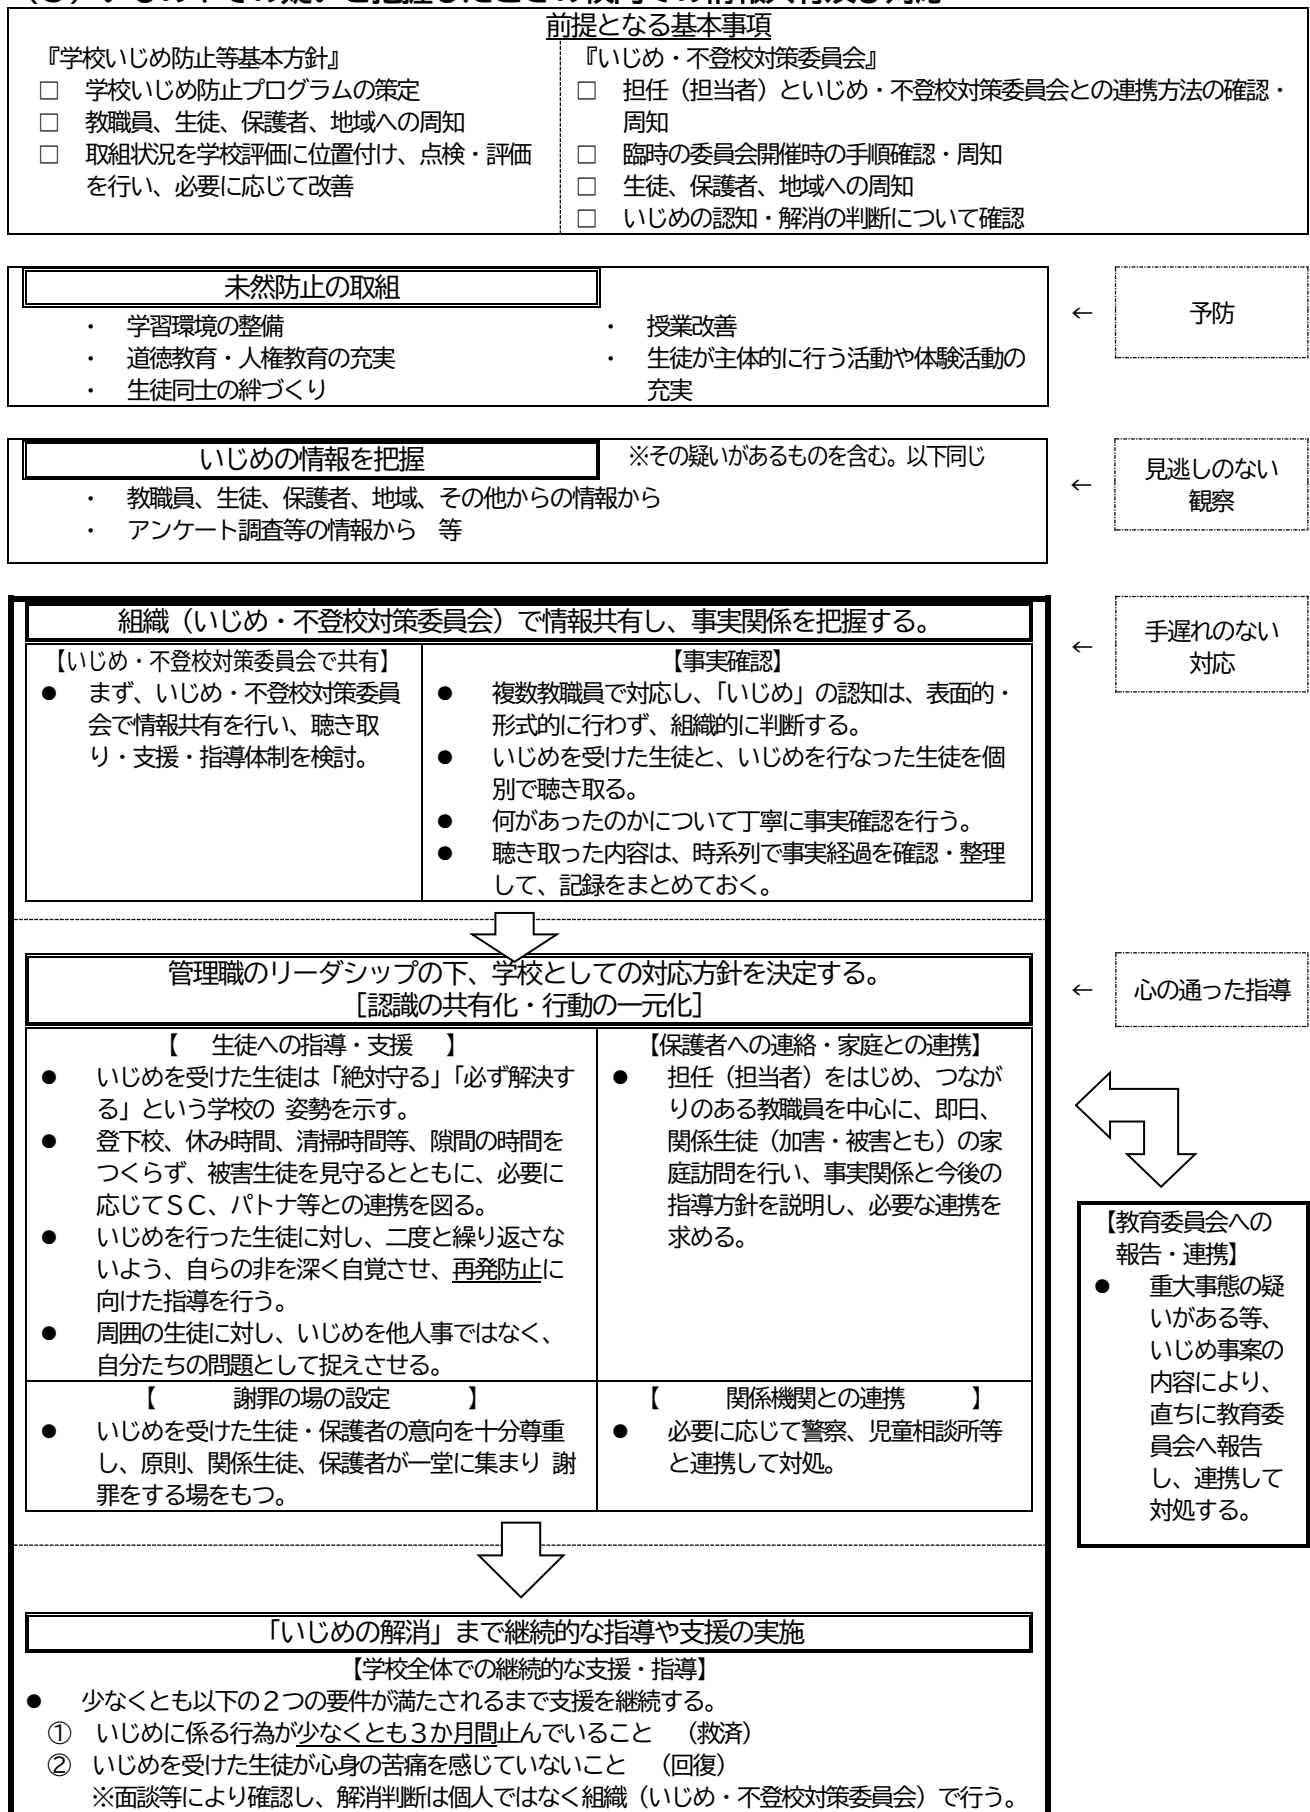 前提となる基本事項
『学校いじめ防止等基本方針』
□ 学校いじめ防止プログラムの策定
□ 教職員、生徒、保護者、地域への周知
□ 取組状況を学校評価に位置付け、点検・評価
を行い、必要に応じて改善
『いじめ・不登校対策委員会』
□ 担任（担当者）といじめ・不登校対策委員会との連携方法の確認・
周知
□ 臨時の委員会開催時の手順確認・周知
□ 生徒、保護者、地域への周知
□ いじめの認知・解消の判断について確認
未然防止の取組
・ 学習環境の整備
・ 道徳教育・人権教育の充実
・ 生徒同士の絆づくり
・ 授業改善
・ 生徒が主体的に行う活動や体験活動の
充実
← 予防
いじめの情報を把握
※その疑いがあるものを含む。以下同じ
・ 教職員、生徒、保護者、地域、その他からの情報から
・ アンケート調査等の情報から 等
← 見逃しのない
観察
組織（いじめ・不登校対策委員会）で情報共有し、事実関係を把握する。
【いじめ・不登校対策委員会で共有】
● まず、いじめ・不登校対策委員
会で情報共有を行い、聴き取
り・支援・指導体制を検討。
【事実確認】
● 複数教職員で対応し、「いじめ」の認知は、表面的・
形式的に行わず、組織的に判断する。
● いじめを受けた生徒と、いじめを行なった生徒を個
別で聴き取る。
● 何があったのかについて丁寧に事実確認を行う。
● 聴き取った内容は、時系列で事実経過を確認・整理
して、記録をまとめておく。
← 手遅れのない
対応
管理職のリーダシップの下、学校としての対応方針を決定する。
［認識の共有化・行動の一元化］
← 心の通った指導
【 生徒への指導・支援 】
● いじめを受けた生徒は「絶対守る」「必ず解決す
る」という学校の 姿勢を示す。
● 登下校、休み時間、清掃時間等、隙間の時間を
つくらず、被害生徒を見守るとともに、必要に
応じてＳＣ、パトナ等との連携を図る。
● いじめを行った生徒に対し、二度と繰り返さな
いよう、自らの非を深く自覚させ、再発防止に
向けた指導を行う。
● 周囲の生徒に対し、いじめを他人事ではなく、
自分たちの問題として捉えさせる。
【保護者への連絡・家庭との連携】
● 担任（担当者）をはじめ、つなが
りのある教職員を中心に、即日、
関係生徒（加害・被害とも）の家
庭訪問を行い、事実関係と今後の
指導方針を説明し、必要な連携を
求める。
【 謝罪の場の設定 】
● いじめを受けた生徒・保護者の意向を十分尊重
し、原則、関係生徒、保護者が一堂に集まり 謝
罪をする場をもつ。
【 関係機関との連携 】
● 必要に応じて警察、児童相談所等
と連携して対処。
【教育委員会への
報告・連携】
● 重大事態の疑
いがある等、
いじめ事案の
内容により、
直ちに教育委
員会へ報告
し、連携して
対処する。
「いじめの解消」まで継続的な指導や支援の実施
【学校全体での継続的な支援・指導】
● 少なくとも以下の２つの要件が満たされるまで支援を継続する。
① いじめに係る行為が少なくとも３か月間止んでいること （救済）
② いじめを受けた生徒が心身の苦痛を感じていないこと （回復）
※面談等により確認し、解消判断は個人ではなく組織（いじめ・不登校対策委員会）で行う。